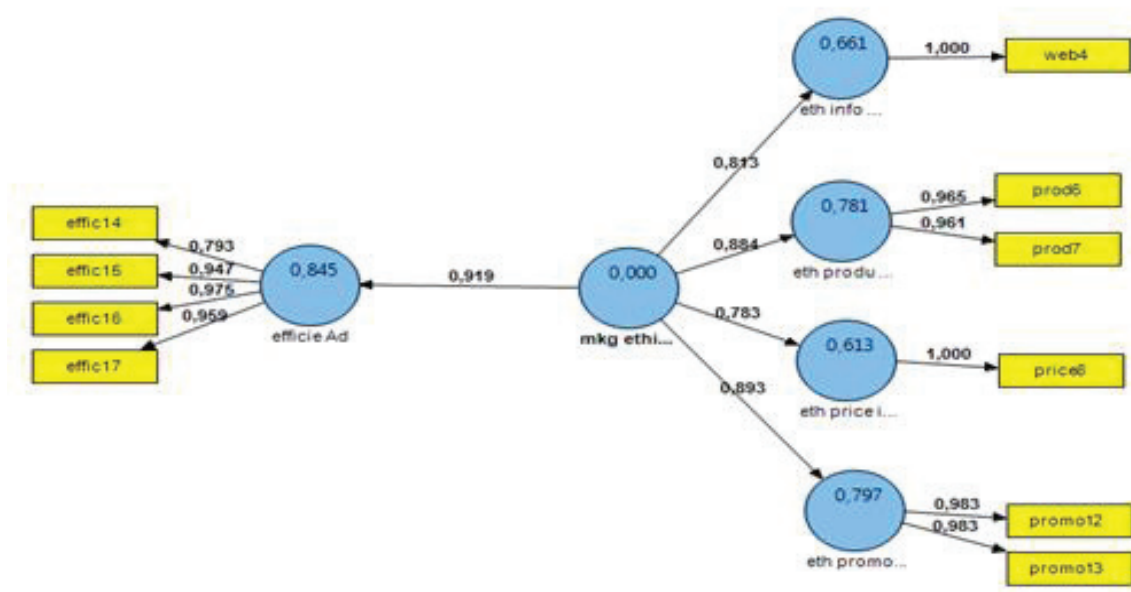 0,661
1,000
web4
eth info ...
0,813
0,781
0,965
prod6
0,961
prod7
eth produ ...
0,884
effic14
0,793
effic15
0,947
0,975
effic16
0,959
effic17
0,845
efficie Ad
0,919
0,000
mkg ethi...
0,783
0,613
1,000
price6
eth price i...
0,893
0,797
0,983
promo12
0,983
promo13
eth promo...